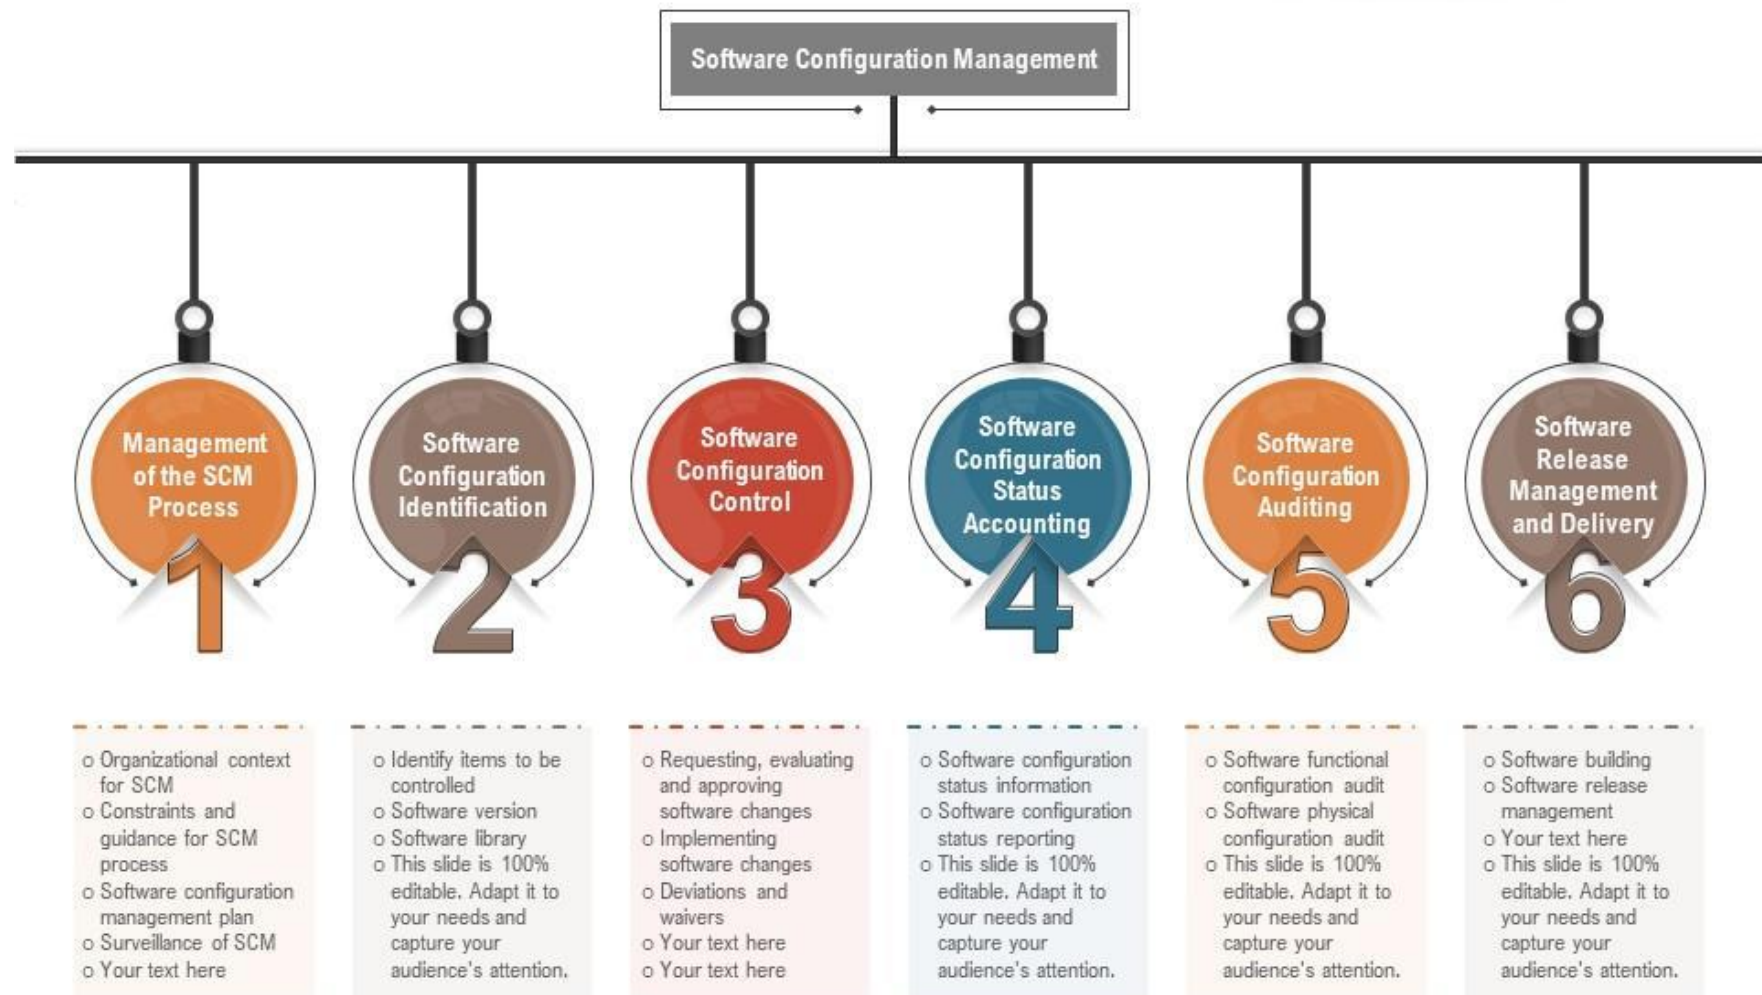 Software Configuration Management
Management
of the SCM
Process
1
Software
Configuration
Identification
2
Software
Configuration
Control
3
Software
Configuration
Status
Accounting
4
Software
Configuration
Auditing
5
Software
Release
Management
and Delivery
6
o Organizational context
for SCM
o Constraints and
guidance for SCM
process
o Software configuration
management plan
o Surveillance of SCM
o Your text here
o Identify items to be
controlled
o Software version
o Software library
o This slide is 100%
editable. Adapt it to
your needs and
capture your
audience's attention.
o Requesting, evaluating
and approving
software changes
o Implementing
software changes
o Deviations and
waivers
o Your text here
o Your text here
o Software configuration
status information
o Software configuration
status reporting
o This slide is 100%
editable. Adapt it to
your needs and
capture your
audience's attention.
o Software functional
configuration audit
o Software physical
configuration audit
o This slide is 100%
editable. Adapt it to
your needs and
capture your
audience's attention.
o Software building
o Software release
management
o Your text here
o This slide is 100%
editable. Adapt it to
your needs and
capture your
audience's attention.